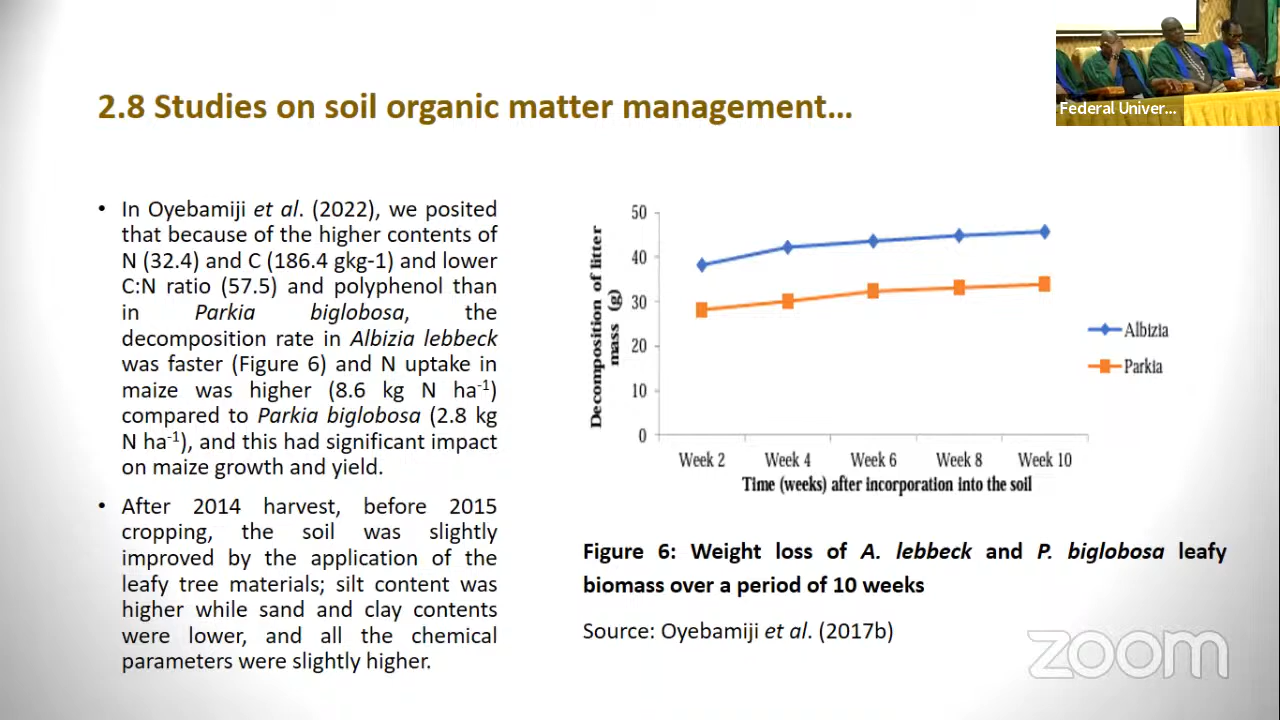 2.8 Studies on soil organic matter management...
Federal Univer...
• In Oyebamiji et al. (2022), we posited
that because of the higher contents of
N (32.4) and C (186.4 gkg-1) and lower
C:N ratio (57.5) and polyphenol than
in Parkia biglobosa, the
decomposition rate in Albizia lebbeck
was faster (Figure 6) and N uptake in
maize was higher (8.6 kg N ha-1)
compared to Parkia biglobosa (2.8 kg
N ha-1), and this had significant impact
on maize growth and yield.
• After 2014 harvest, before 2015
cropping, the soil was slightly
improved by the application of the
leafy tree materials; silt content was
higher while sand and clay contents
were lower, and all the chemical
parameters were slightly higher.
Decomposition of litter
mass (g)
50
40
30
20
10
0
Week 2 Week 4 Week 6 Week 8 Week 10
Time (weeks) after incorporation into the soil
Albizia
Parkia
Figure 6: Weight loss of A. lebbeck and P. biglobosa leafy
biomass over a period of 10 weeks
Source: Oyebamiji et al. (2017b)
zoom